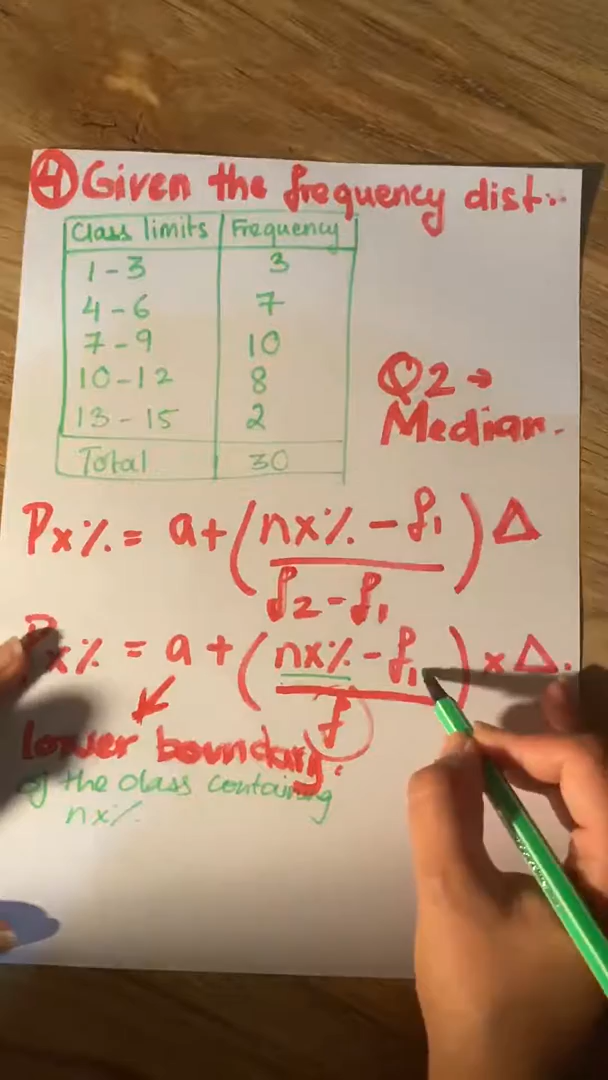 ④ Given the frequency dist..
Class limits Frequency
1 - 3 3
4 - 6 7
7 - 9 10
10 - 12 8
13 - 15 2
Total 30
Q2 →
Median.
Px% = a + (nx% - f₁ / f₂ - f₁) Δ
Px% = a + (nx% - f₁ / f) × Δ.
lower boundary:
of the class containing
nx%